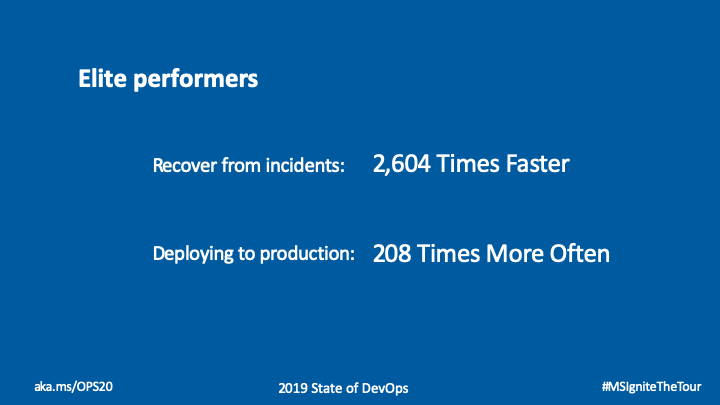 Elite performers
Recover from incidents: 2,604 Times Faster
Deploying to production: 208 Times More Often
aka.ms/OPS20 2019 State of DevOps #MSIgniteTheTour